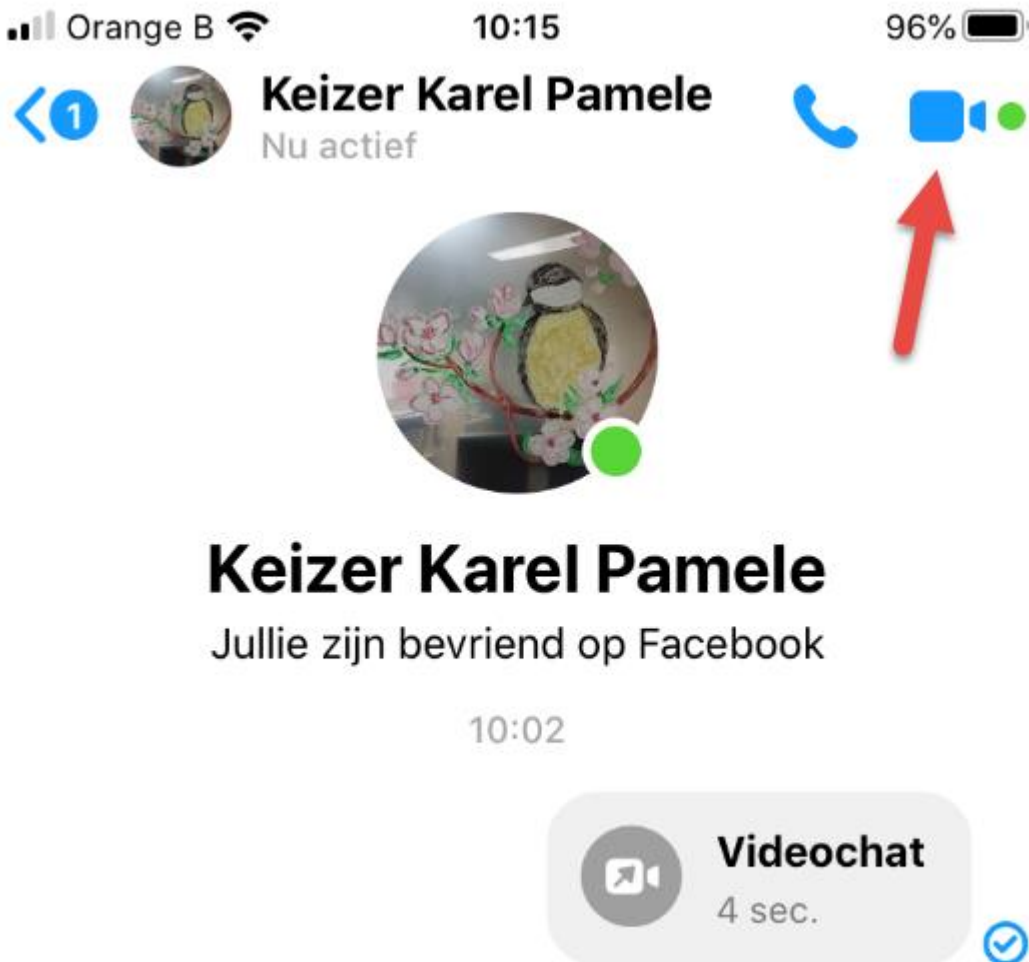 Orange B 10:15 96%
1 Keizer Karel Pamele
Nu actief
Keizer Karel Pamele
Jullie zijn bevriend op Facebook
10:02
Videochat
4 sec.